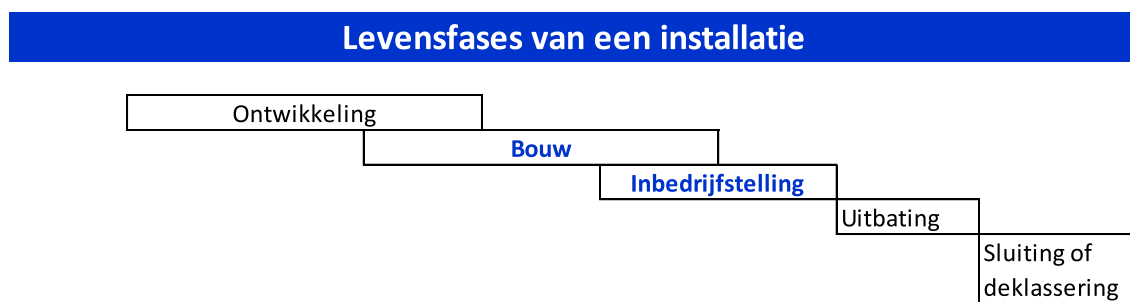 Levensfases van een installatie
Ontwikkeling
Bouw
Inbedrijfstelling
Uitbating
Sluiting of
deklassering